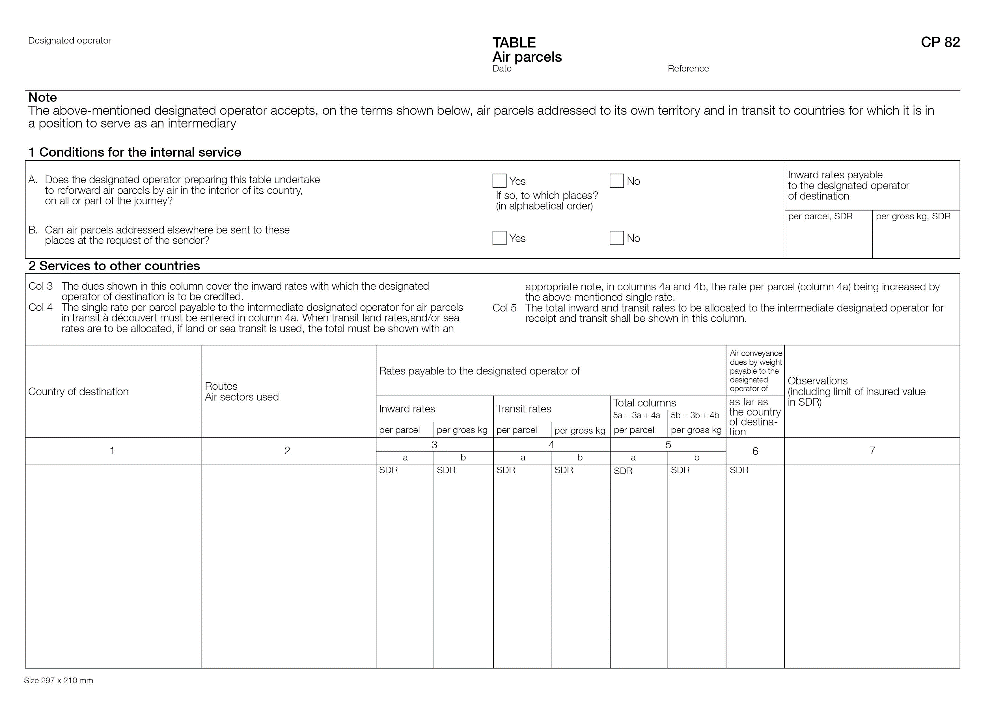 Designated operator
TABLE
Air parcels
CP 82
Date
Reference
Note
The above-mentioned designated operator accepts, on the terms shown below, air parcels addressed to its own territory and in transit to countries for which it is in
a position to serve as an intermediary
1 Conditions for the internal service
A. Does the designated operator preparing this table undertake
to reforward air parcels by air in the interior of its country,
on all or part of the journey?
Yes
No
If so, to which places?
(in alphabetical order)
B. Can air parcels addressed elsewhere be sent to these
places at the request of the sender?
Yes
No
Inward rates payable
to the designated operator
of destination
per parcel, SDR
per gross kg, SDR
2 Services to other countries
Col 3 The dues shown in this column cover the inward rates with which the designated
operator of destination is to be credited.
Col 4 The single rate per parcel payable to the intermediate designated operator for air parcels
in transit à découvert must be entered in column 4a. When transit land rates,and/or sea
rates are to be allocated, if land or sea transit is used, the total must be shown with an
appropriate note, in columns 4a and 4b, the rate per parcel (column 4a) being increased by
the above mentioned single rate.
Col 5 The total inward and transit rates to be allocated to the intermediate designated operator for
receipt and transit shall be shown in this column.
Country of destination
Routes
Air sectors used
Rates payable to the designated operator of
Inward rates
Transit rates
Total columns
5a = 3a + 4a
5b = 3b + 4b
per parcel
per gross kg
per parcel
per gross kg
per parcel
per gross kg
Air conveyance
dues by weight
payable to the
designated
operator of
as far as
the country
of destina-
tion
Observations
(including limit of insured value
in SDR)
1
2
3
4
5
6
7
a
b
a
b
a
b
SDR
SDR
SDR
SDR
SDR
SDR
SDR
Size 297 x 210 mm